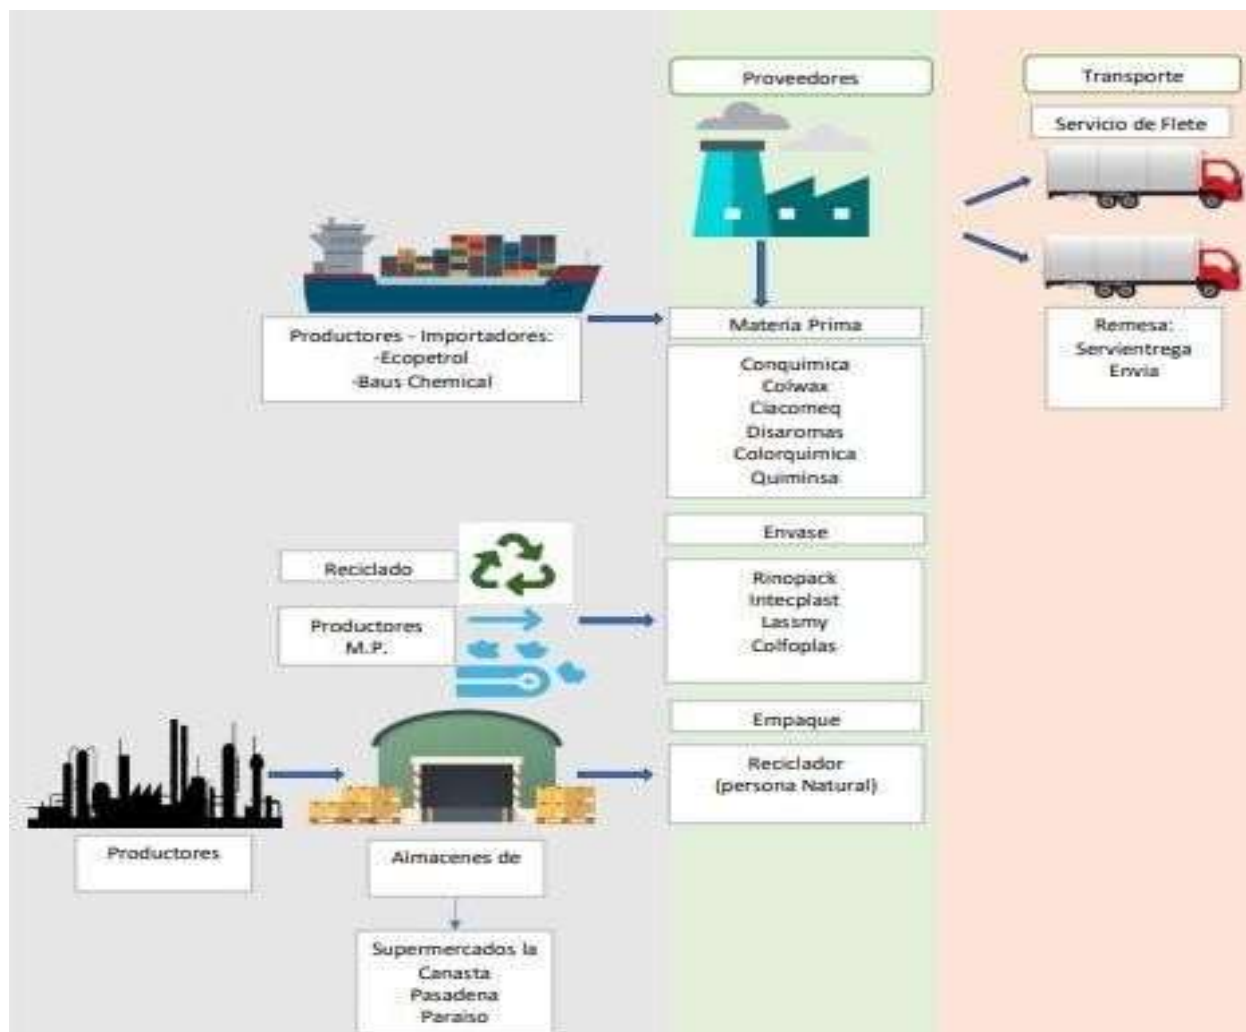 Proveedores
Transporte
Servicio de Flete
Productores - Importadores:
-Ecopetrol
-Baus Chemical
Materia Prima
Conquimica
Colwax
Ciacomeq
Disaromas
Colorquimica
Quiminsa
Remesa:
Servientrega
Envia
Reciclado
Productores
M.P.
Envase
Rinopack
Intecplast
Lassmy
Colfoplas
Empaque
Reciclador
(persona Natural)
Productores
Almacenes de
Supermercados la
Canasta
Pasadena
Paraiso